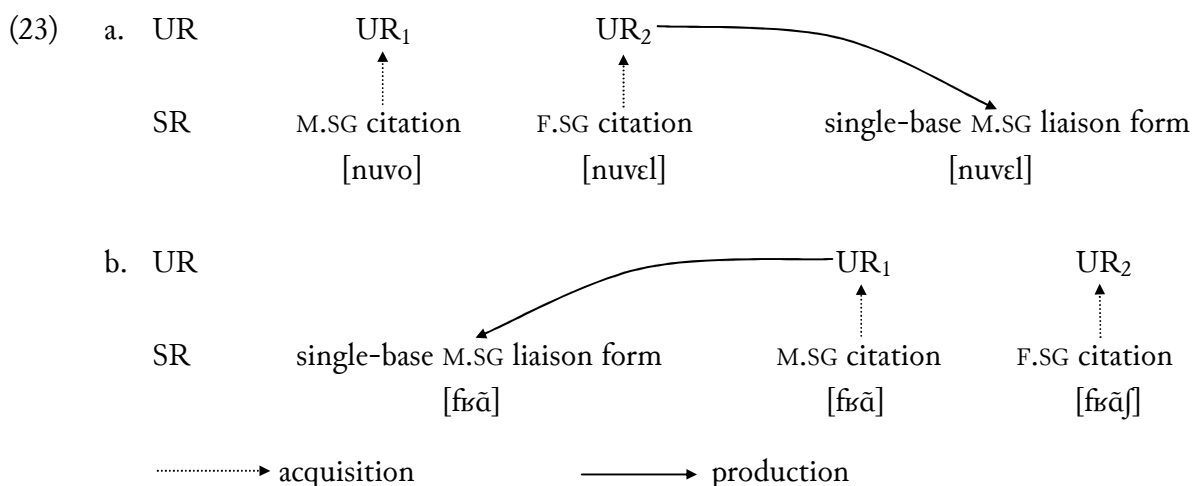 (23) a. UR UR₁ UR₂
SR M.SG citation F.SG citation single-base M.SG liaison form
[nuvo] [nuvɛl] [nuvɛl]
b. UR UR₁ UR₂
SR single-base M.SG liaison form M.SG citation F.SG citation
[fʁɑ̃] [fʁɑ̃] [fʁɑ̃ʃ]
acquisition production